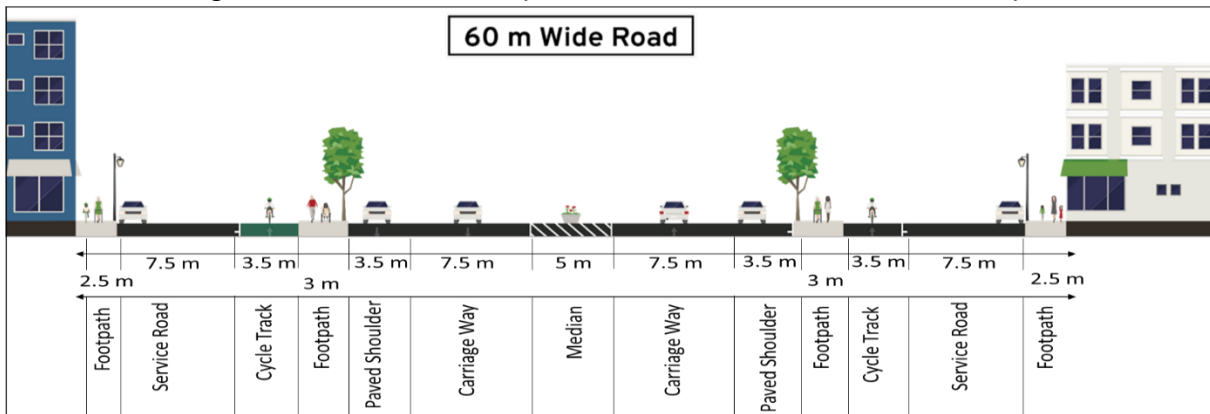 60 m Wide Road
7.5 m 3.5 m 3.5 m 7.5 m 5 m 7.5 m 3.5 m 3.5 m 7.5 m
2.5 m 3 m 3 m 2.5 m
Footpath
Service Road
Cycle Track
Footpath
Paved Shoulder
Carriage Way
Median
Carriage Way
Paved Shoulder
Footpath
Cycle Track
Service Road
Footpath